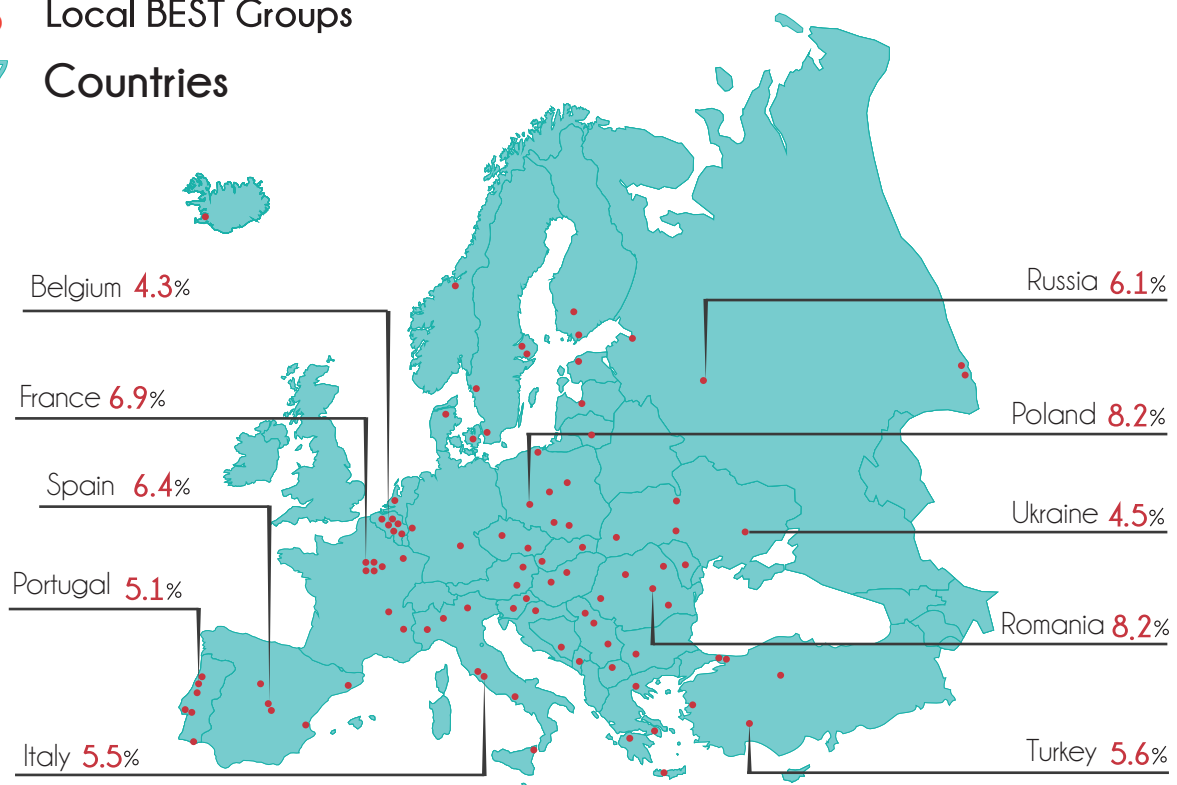 Local BEST Groups
Countries
Belgium 4.3%
France 6.9%
Spain 6.4%
Portugal 5.1%
Italy 5.5%
Russia 6.1%
Poland 8.2%
Ukraine 4.5%
Romania 8.2%
Turkey 5.6%